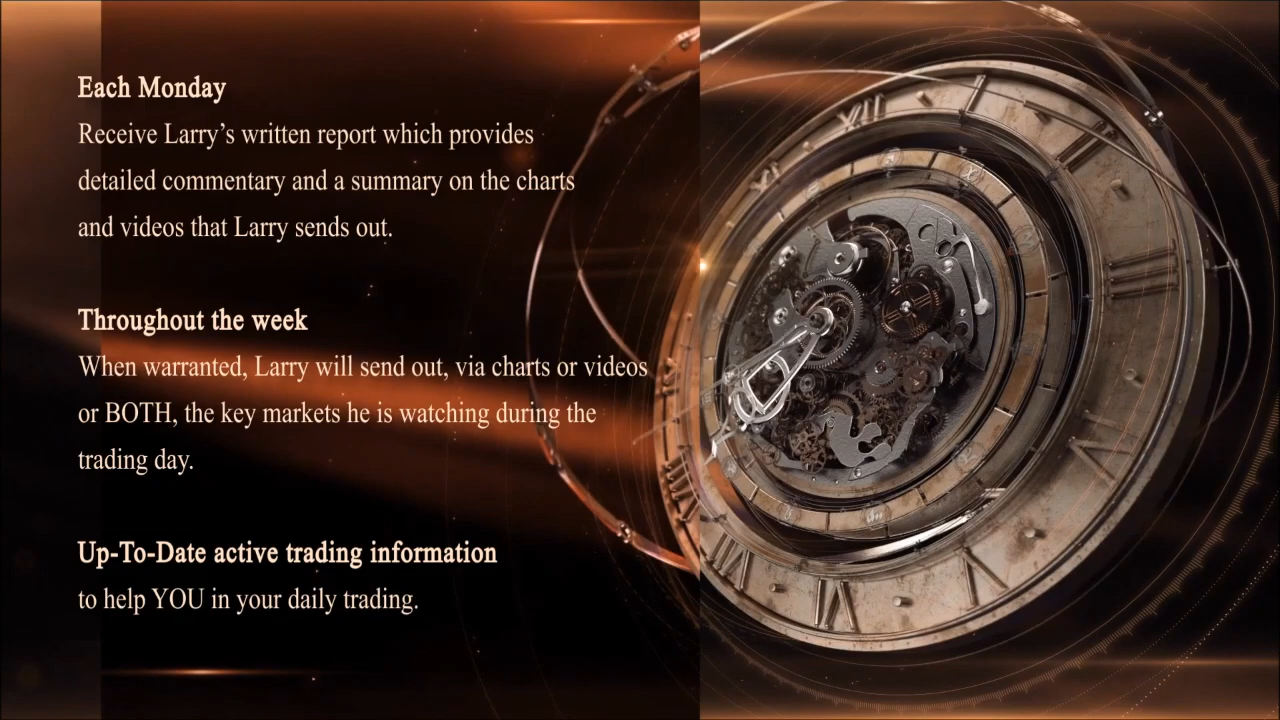 Each Monday
Receive Larry’s written report which provides
detailed commentary and a summary on the charts
and videos that Larry sends out.
Throughout the week
When warranted, Larry will send out, via charts or videos
or BOTH, the key markets he is watching during the
trading day.
Up-To-Date active trading information
to help YOU in your daily trading.